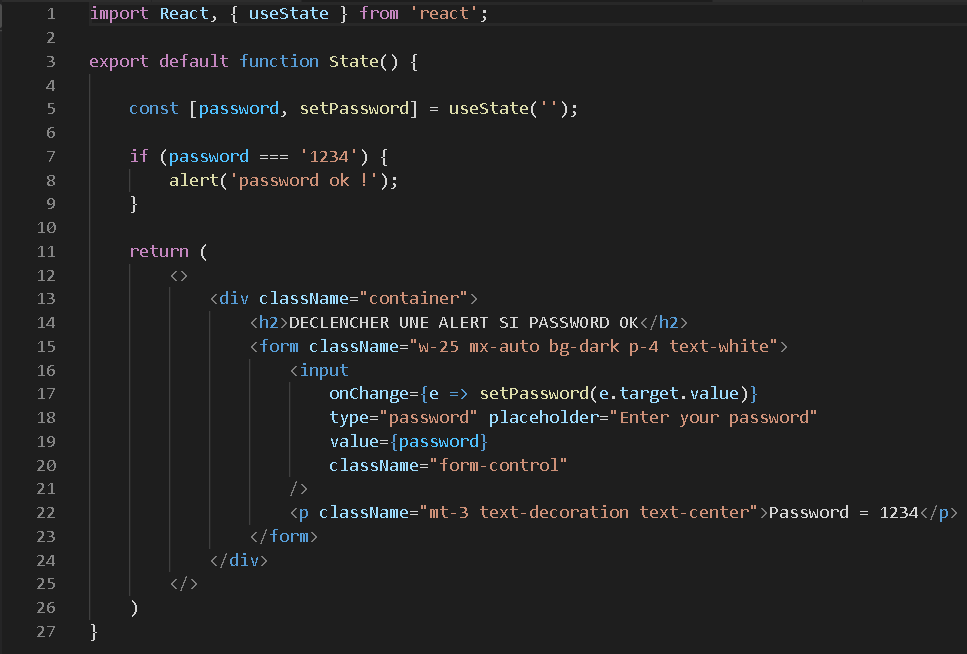 1 import React, { useState } from 'react';
2
3 export default function State() {
4
5 const [password, setPassword] = useState('');
6
7 if (password === '1234') {
8 alert('password ok !');
9 }
10
11 return (
12 <>
13 <div className="container">
14 <h2>DECLENCHER UNE ALERT SI PASSWORD OK</h2>
15 <form className="w-25 mx-auto bg-dark p-4 text-white">
16 <input
17 onChange={e => setPassword(e.target.value)}
18 type="password" placeholder="Enter your password"
19 value={password}
20 className="form-control"
21 />
22 <p className="mt-3 text-decoration text-center">Password = 1234</p>
23 </form>
24 </div>
25 </>
26 )
27 }